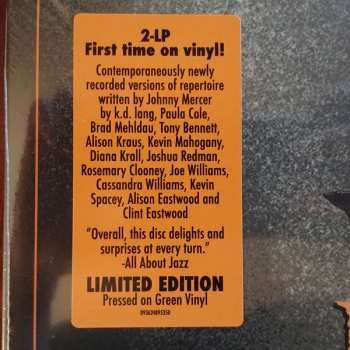 2-LP
First time on vinyl!
Contemporaneously newly
recorded versions of repertoire
written by Johnny Mercer
by k.d. lang, Paula Cole,
Brad Mehldau, Tony Bennett,
Alison Kraus, Kevin Mahogany,
Diana Krall, Joshua Redman,
Rosemary Clooney, Joe Williams,
Cassandra Williams, Kevin
Spacey, Alison Eastwood and
Clint Eastwood
“Overall, this disc delights and
surprises at every turn.”
-All About Jazz
LIMITED EDITION
Pressed on Green Vinyl
093624895350